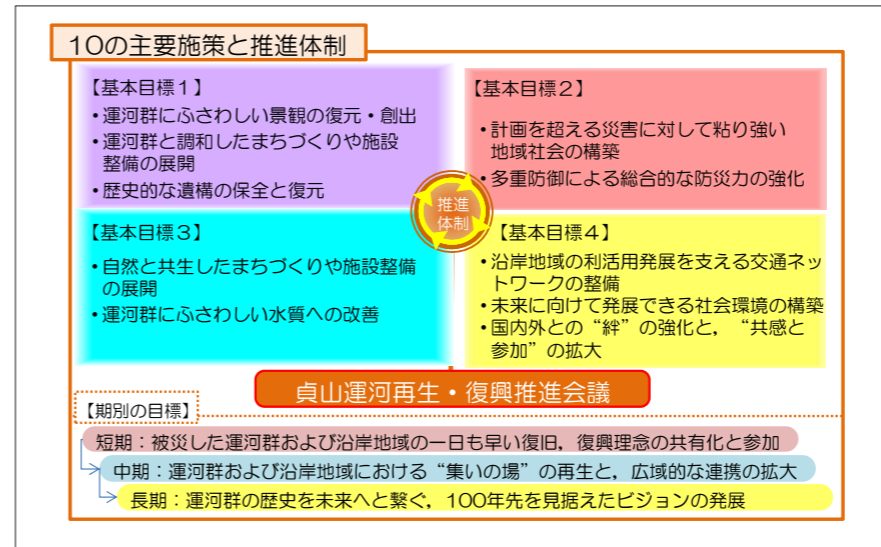 10の主要施策と推進体制
【基本目標1】
・運河群にふさわしい景観の復元・創出
・運河群と調和したまちづくりや施設
整備の展開
・歴史的な遺構の保全と復元
【基本目標2】
・計画を超える災害に対して粘り強い
地域社会の構築
・多重防御による総合的な防災力の強化
推進
体制
【基本目標3】
・自然と共生したまちづくりや施設整備
の展開
・運河群にふさわしい水質への改善
【基本目標4】
・沿岸地域の利活用発展を支える交通ネッ
トワークの整備
・未来に向けて発展できる社会環境の構築
・国内外との“絆”の強化と，“共感と
参加”の拡大
貞山運河再生・復興推進会議
【期別の目標】
短期：被災した運河群および沿岸地域の一日も早い復旧，復興理念の共有化と参加
中期：運河群および沿岸地域における“集いの場”の再生と，広域的な連携の拡大
長期：運河群の歴史を未来へと繋ぐ，100年先を見据えたビジョンの発展